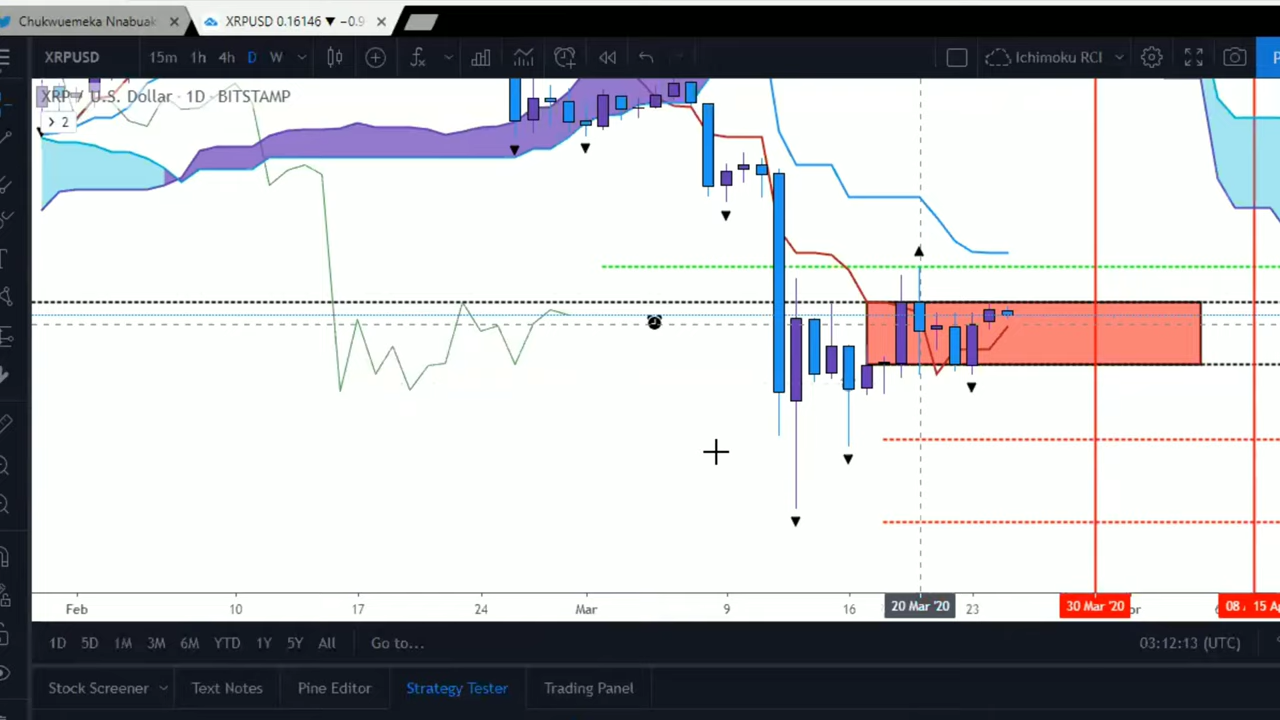 Chukwuemeka Nnabuak
XRPUSD 0.16146 ▼ −0.9
XRPUSD 15m 1h 4h D W Ichimoku RCI
XRP / U.S. Dollar · 1D · BITSTAMP
> 2
Feb 10 17 24 Mar 9 16 20 Mar '20 23 30 Mar '20 08 15 Ap
1D 5D 1M 3M 6M YTD 1Y 5Y All Go to... 03:12:13 (UTC)
Stock Screener Text Notes Pine Editor Strategy Tester Trading Panel